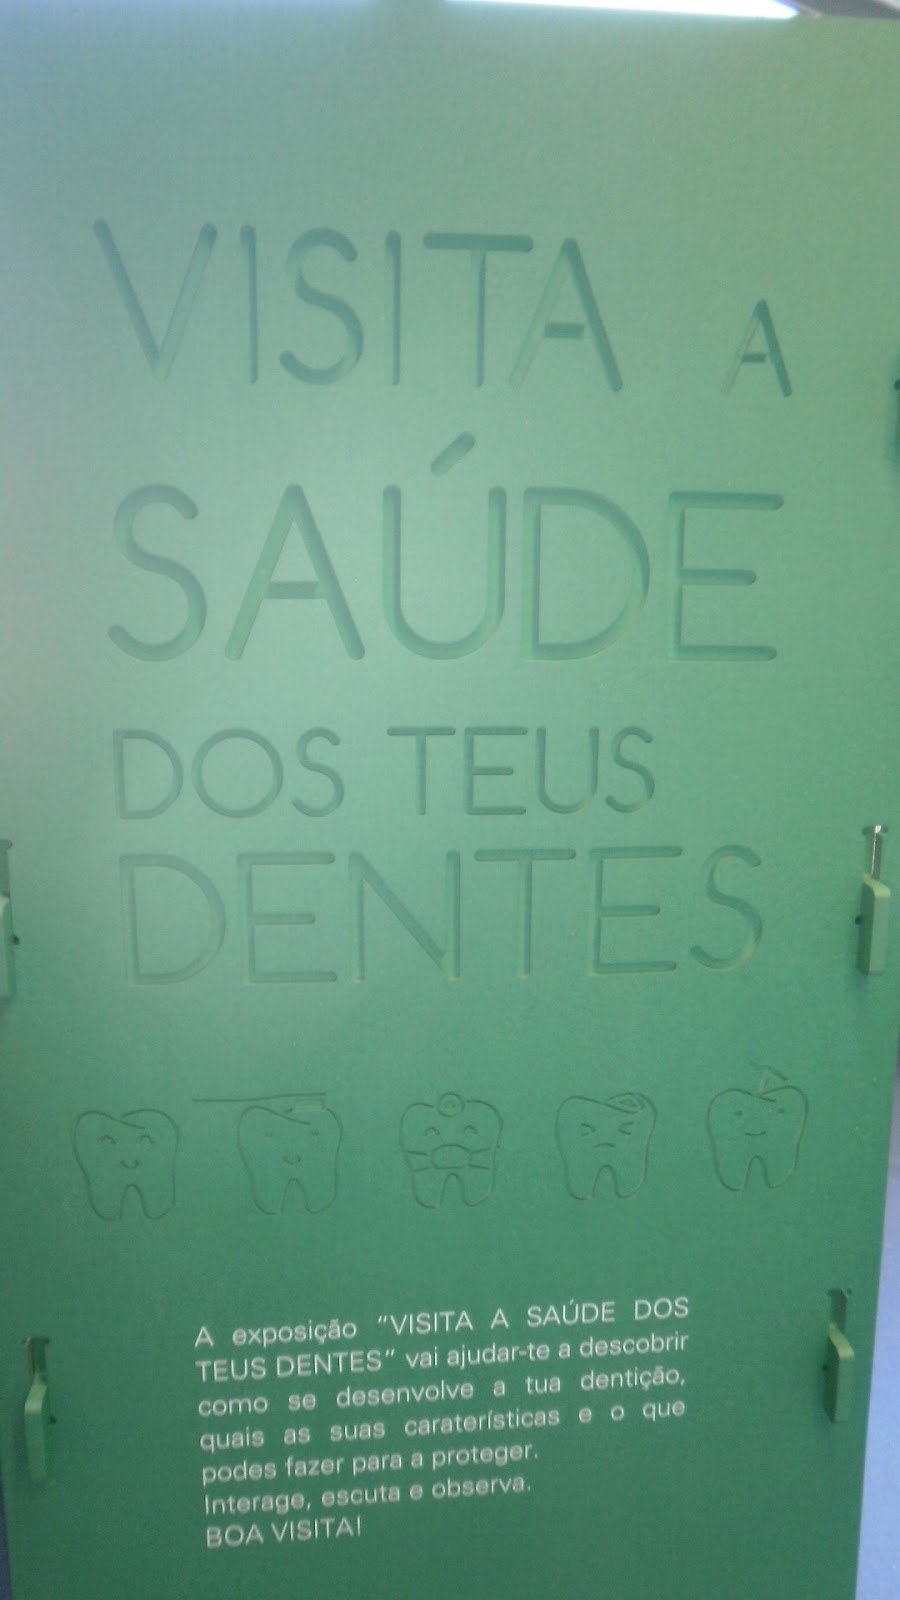 VISITA A
SAÚDE
DOS TEUS
DENTES
A exposição "VISITA A SAÚDE DOS
TEUS DENTES" vai ajudar-te a descobrir
como se desenvolve a tua dentição,
quais as suas caraterísticas e o que
podes fazer para a proteger.
Interage, escuta e observa.
BOA VISITA!